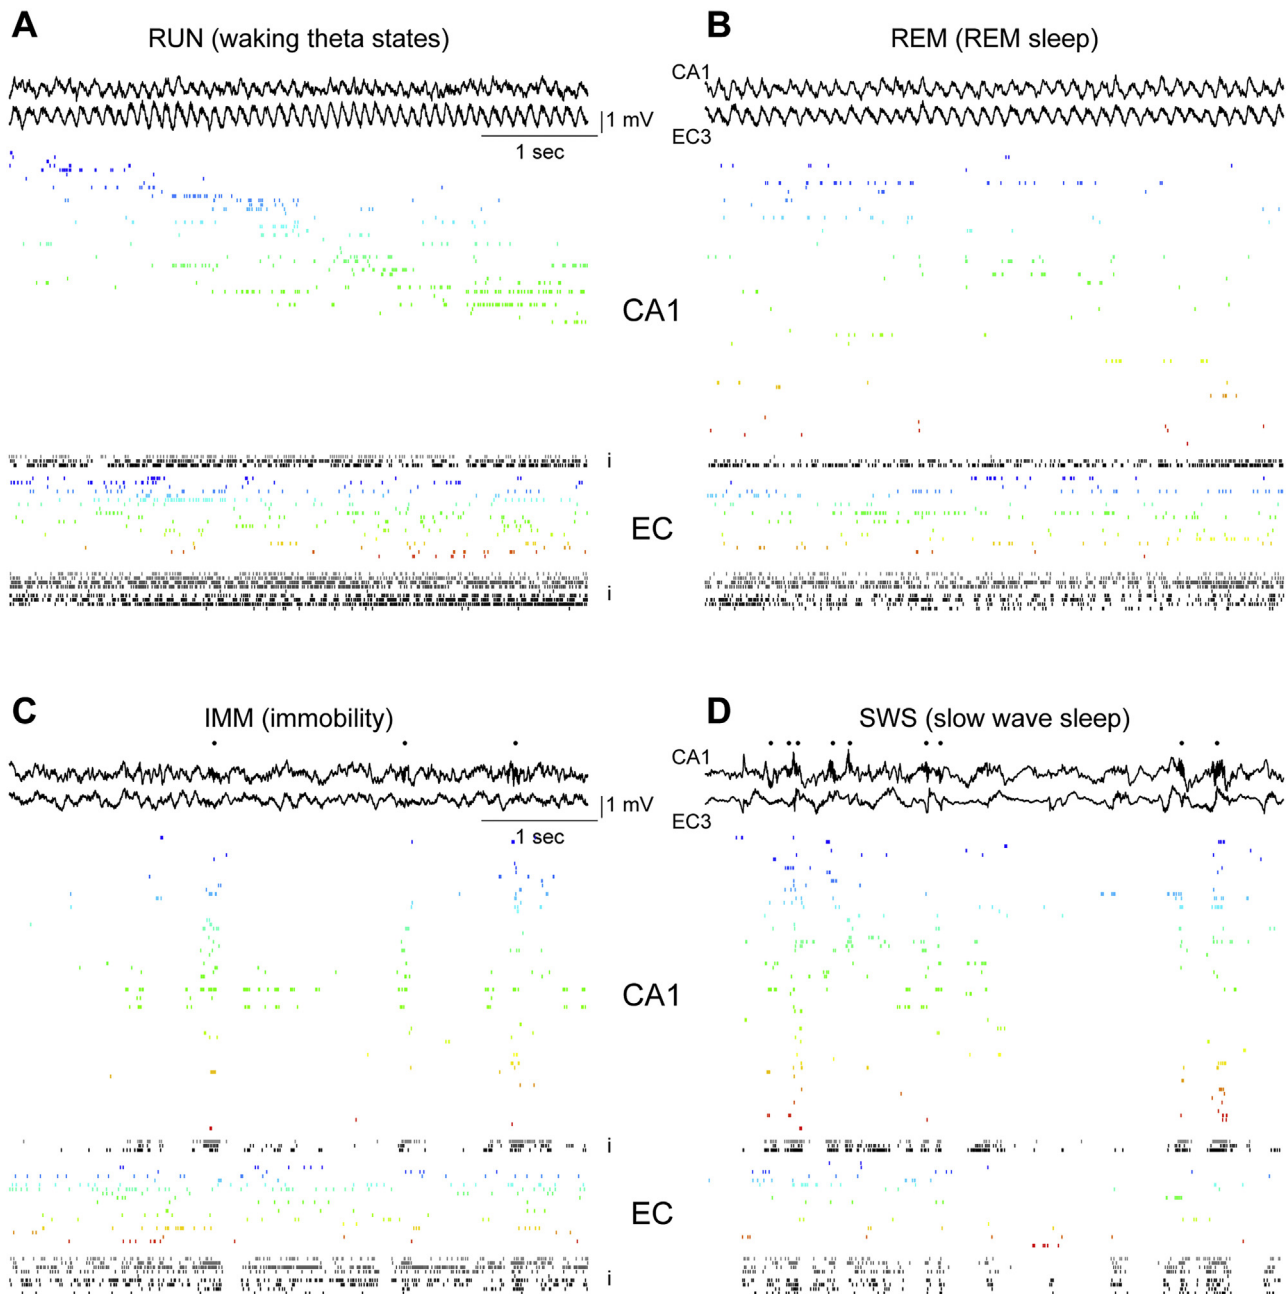 A
RUN (waking theta states)
B
REM (REM sleep)
CA1
EC3
1 mV
1 sec
CA1
i
EC
i
C
IMM (immobility)
D
SWS (slow wave sleep)
CA1
EC3
1 mV
1 sec
CA1
i
EC
i